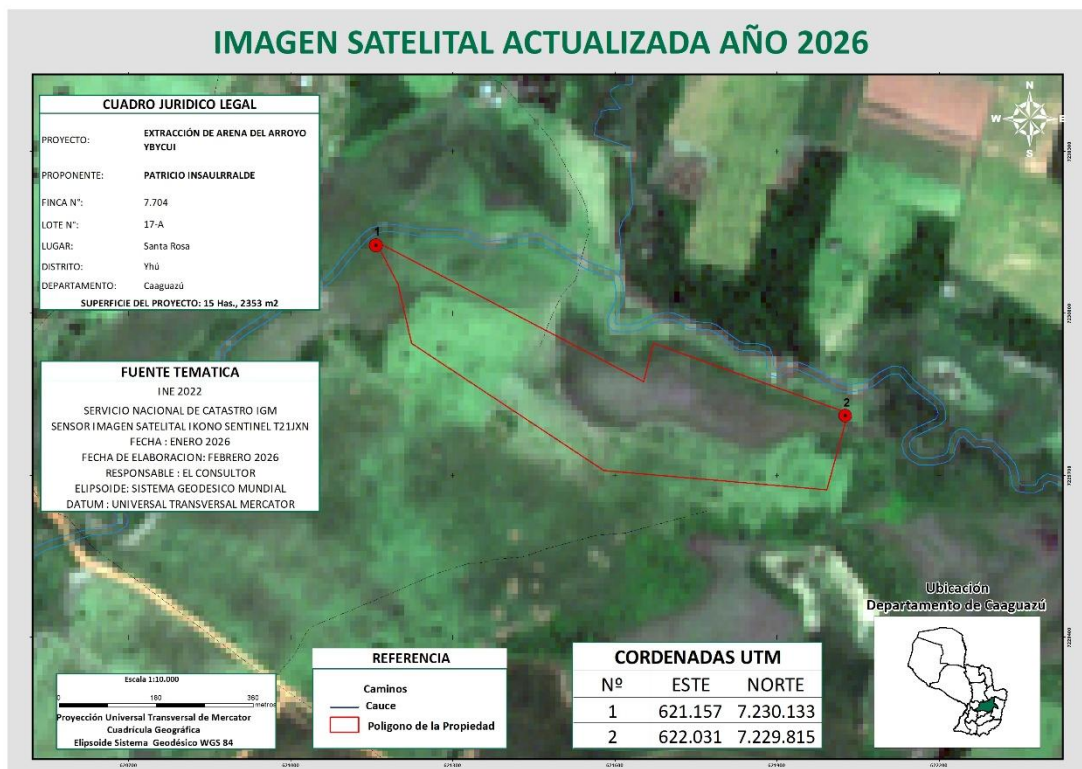 IMAGEN SATELITAL ACTUALIZADA AÑO 2026
CUADRO JURIDICO LEGAL
PROYECTO: EXTRACCIÓN DE ARENA DEL ARROYO
YBYCUI
PROPONENTE: PATRICIO INSAULRRALDE
FINCA N°: 7.704
LOTE N°: 17-A
LUGAR: Santa Rosa
DISTRITO: Yhú
DEPARTAMENTO: Caaguazú
SUPERFICIE DEL PROYECTO: 15 Has., 2353 m2
N
W E
S
1
2
FUENTE TEMATICA
INE 2022
SERVICIO NACIONAL DE CATASTRO IGM
SENSOR IMAGEN SATELITAL IKONO SENTINEL T21JXN
FECHA : ENERO 2026
FECHA DE ELABORACION: FEBRERO 2026
RESPONSABLE : EL CONSULTOR
ELIPSOIDE: SISTEMA GEODESICO MUNDIAL
DATUM : UNIVERSAL TRANSVERSAL MERCATOR
Escala 1:10.000
0 180 360
metros
Proyección Universal Transversal de Mercator
Cuadrícula Geográfica
Elipsoide Sistema Geodésico WGS 84
REFERENCIA
Caminos
Cauce
Poligono de la Propiedad
CORDENADAS UTM
Nº ESTE NORTE
1 621.157 7.230.133
2 622.031 7.229.815
Ubicación
Departamento de Caaguazú